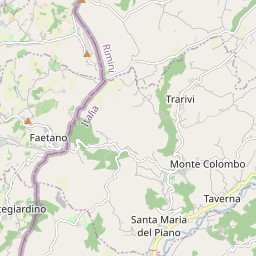 Rimini
Italia
Trarivi
Faetano
Monte Colombo
Taverna
tegiardino
Santa Maria
del Piano